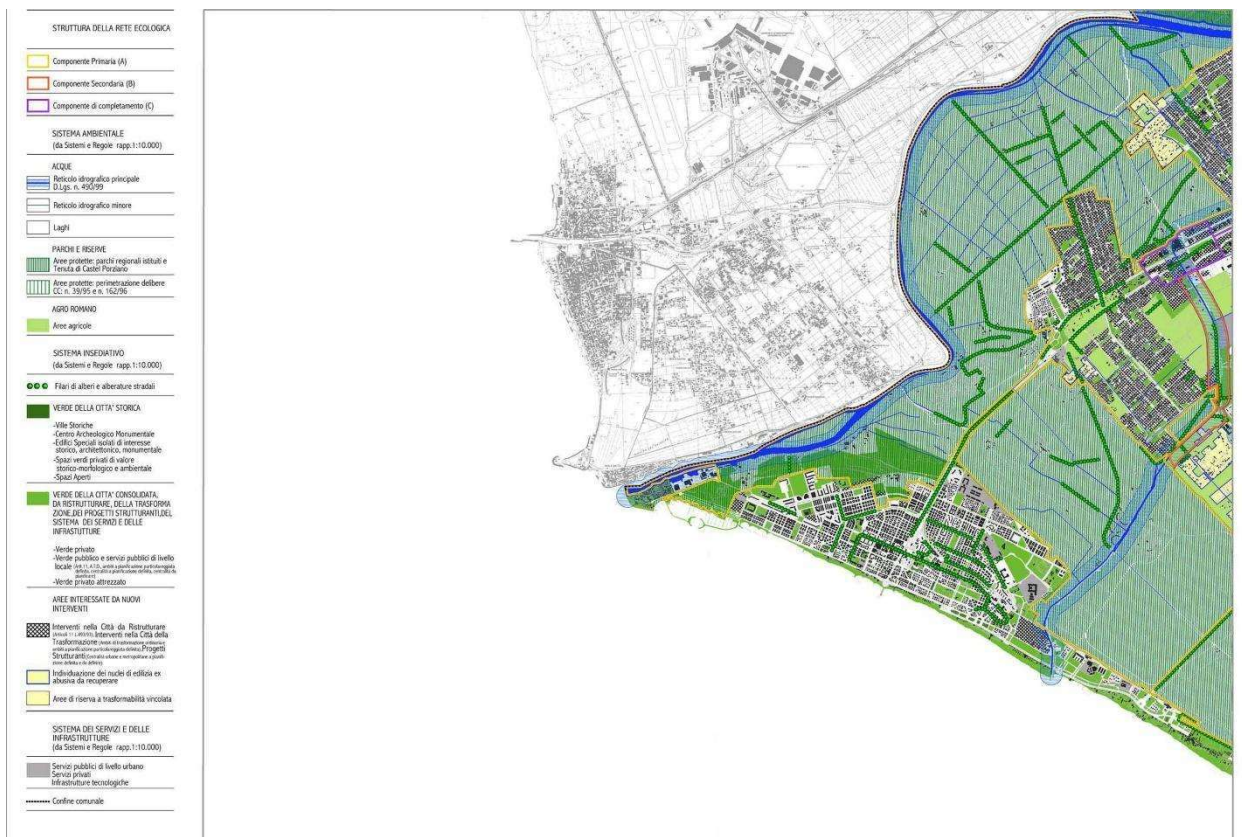 STRUTTURA DELLA RETE ECOLOGICA
Componente Primaria (A)
Componente Secondaria (B)
Componente di completamento (C)
SISTEMA AMBIENTALE
(da Sistemi e Regole rapp.1:10.000)
ACQUE
Reticolo idrografico principale
D.Lgs. n. 490/99
Reticolo idrografico minore
Laghi
PARCHI E RISERVE
Aree protette: parchi regionali istituiti e
Tenuta di Castel Porziano
Aree protette: perimetrazione delibere
CC: n. 39/95 e n. 162/96
AGRO ROMANO
Aree agricole
SISTEMA INSEDIATIVO
(da Sistemi e Regole rapp.1:10.000)
Filari di alberi e alberature stradali
VERDE DELLA CITTA' STORICA
-Ville Storiche
-Centro Archeologico Monumentale
-Edifici Speciali isolati di interesse
storico, architettonico, monumentale
-Spazi verdi privati di valore
storico-morfologico e ambientale
-Spazi Aperti
VERDE DELLA CITTA' CONSOLIDATA,
DA RISTRUTTURARE, DELLA TRASFORMA
ZIONE,DEI PROGETTI STRUTTURANTI,DEL
SISTEMA DEI SERVIZI E DELLE
INFRASTUTTURE
-Verde privato
-Verde pubblico e servizi pubblici di livello
locale
-Verde privato attrezzato
AREE INTERESSATE DA NUOVI
INTERVENTI
Interventi nella Città da Ristrutturare
Interventi nella Città della
Trasformazione
Progetti
Strutturanti
Individuazione dei nuclei di edilizia ex
abusiva da recuperare
Aree di riserva a trasformabilità vincolata
SISTEMA DEI SERVIZI E DELLE
INFRASTRUTTURE
(da Sistemi e Regole rapp.1:10.000)
Servizi pubblici di livello urbano
Servizi privati
Infrastrutture tecnologiche
Confine comunale